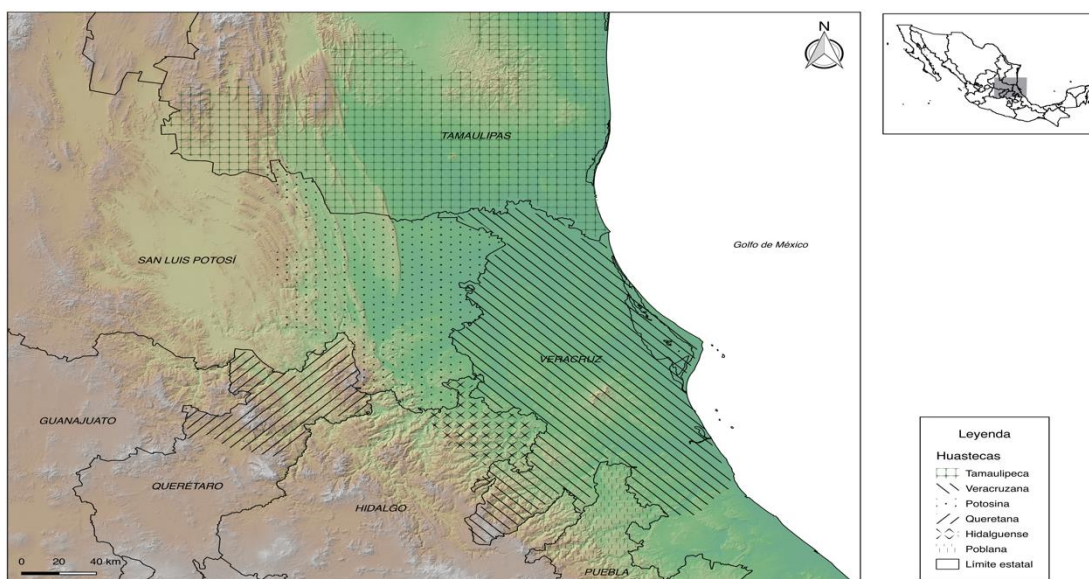 N
TAMAULIPAS
Golfo de México
SAN LUIS POTOSÍ
VERACRUZ
GUANAJUATO
QUERÉTARO
HIDALGO
PUEBLA
0 20 40 km
Leyenda
Huastecas
Tamaulipeca
Veracruzana
Potosina
Queretana
Hidalguense
Poblana
Límite estatal